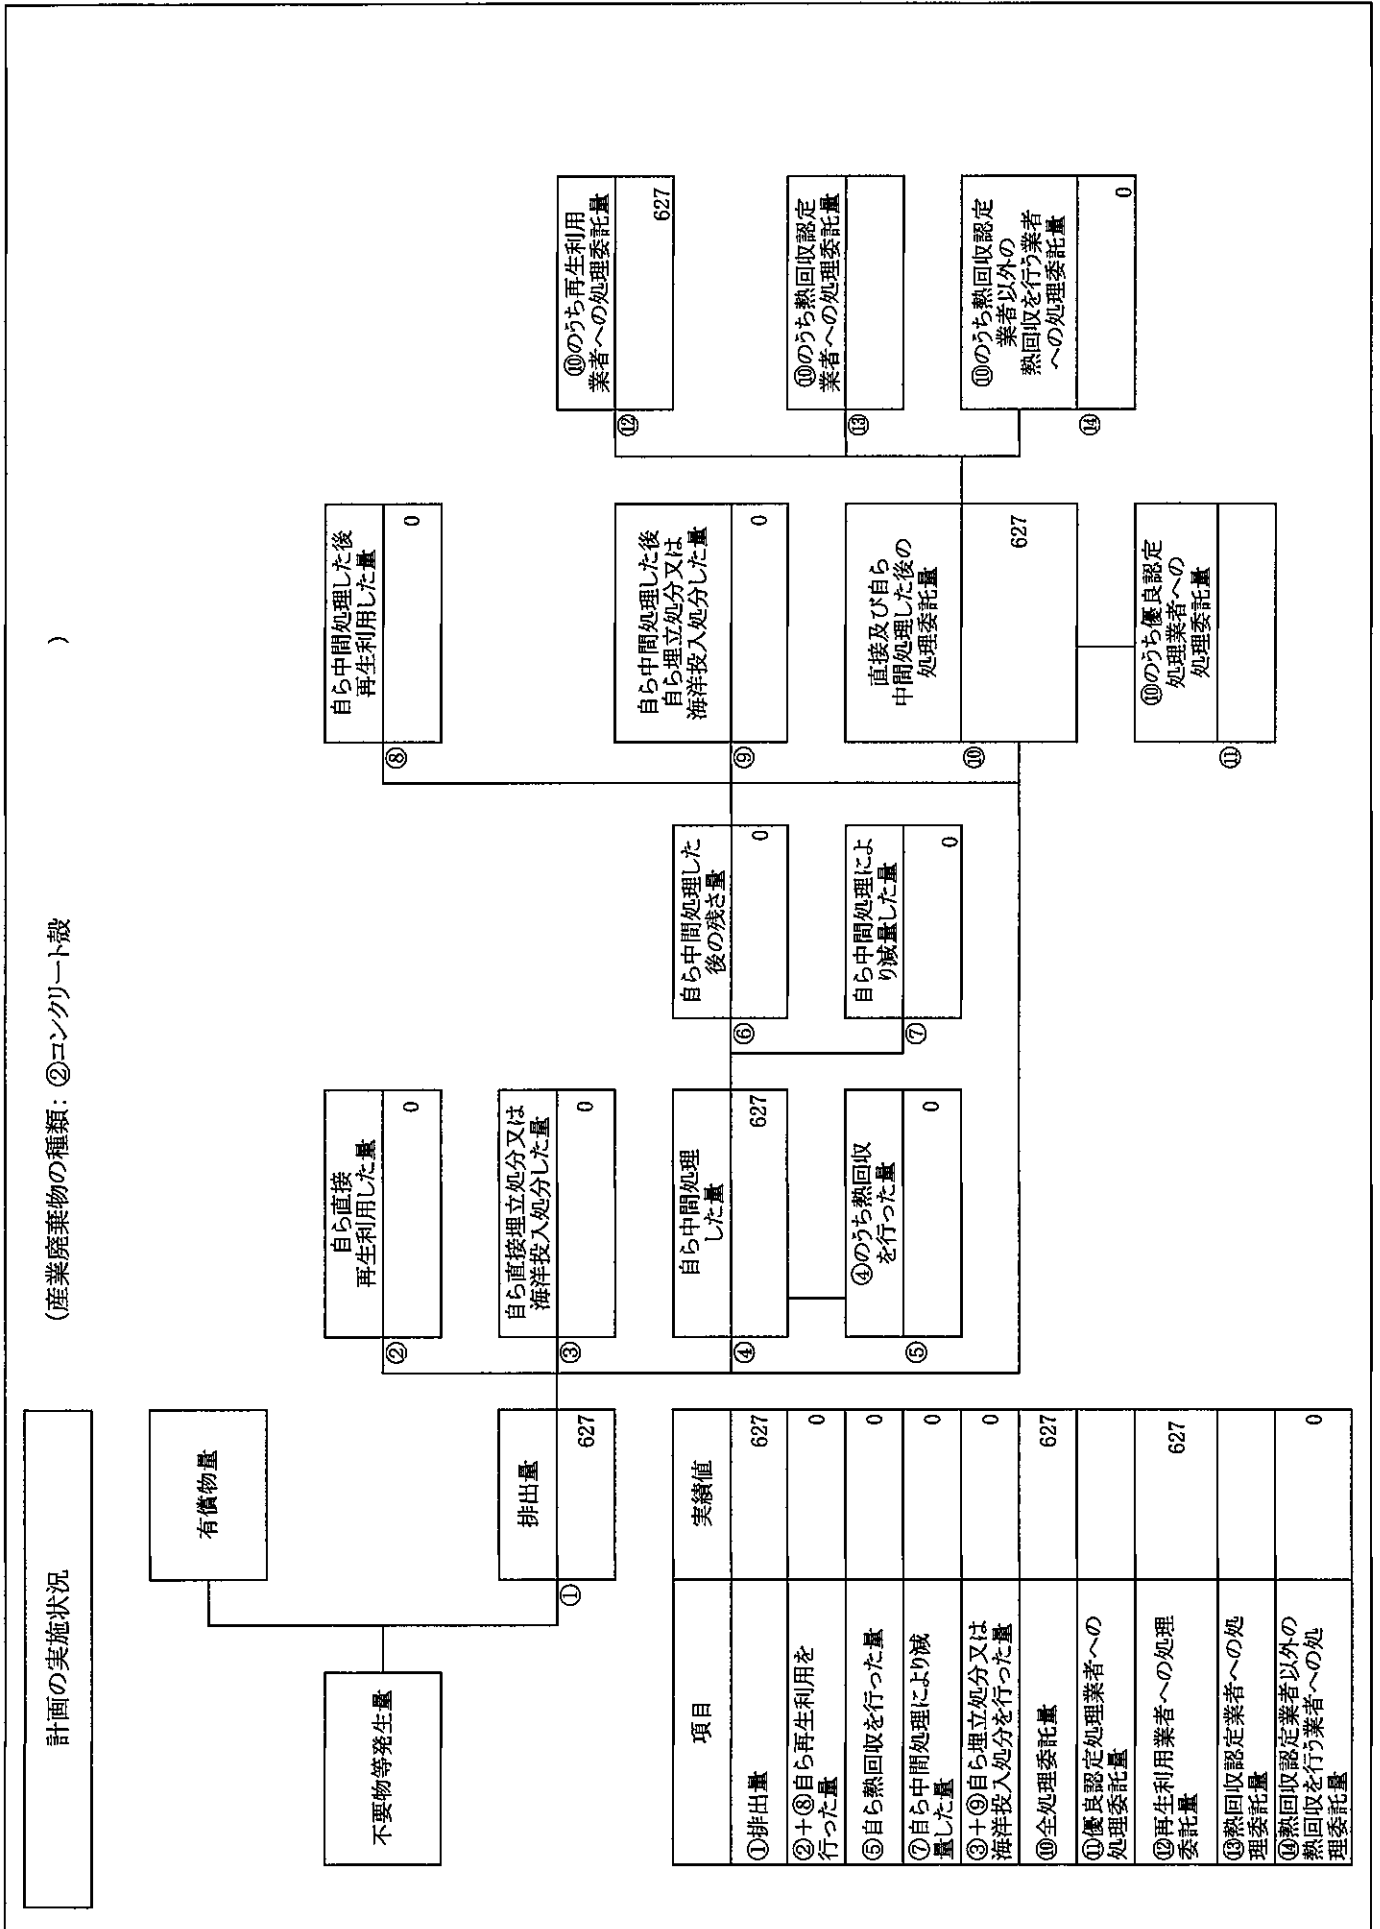 計画の実施状況
(産業廃棄物の種類：②コンクリート殻
)
不要物等発生量
有償物量
排出量
①
627
自ら直接
再生利用した量
②
0
自ら直接埋立処分又は
海洋投入処分した量
③
0
自ら中間処理
した量
④
627
④のうち熱回収
を行った量
⑤
0
自ら中間処理した
後の残さ量
⑥
0
自ら中間処理によ
り減量した量
⑦
0
自ら中間処理した後
再生利用した量
⑧
0
自ら中間処理した後
自ら埋立処分又は
海洋投入処分した量
⑨
0
直接及び自ら
中間処理した後の
処理委託量
⑩
627
⑩のうち優良認定
処理業者への
処理委託量
⑪
⑩のうち再生利用
業者への処理委託量
⑫
627
⑩のうち熱回収認定
業者への処理委託量
⑬
⑩のうち熱回収認定
業者以外の
熱回収を行う業者
への処理委託量
⑭
0
項目
実績値
①排出量
627
②+⑧自ら再生利用を
行った量
0
⑤自ら熱回収を行った量
0
⑦自ら中間処理により減
量した量
0
③+⑨自ら埋立処分又は
海洋投入処分を行った量
0
⑩全処理委託量
627
⑪優良認定処理業者への
処理委託量
⑫再生利用業者への処理
委託量
627
⑬熱回収認定業者への処
理委託量
⑭熱回収認定業者以外の
熱回収を行う業者への処
理委託量
0